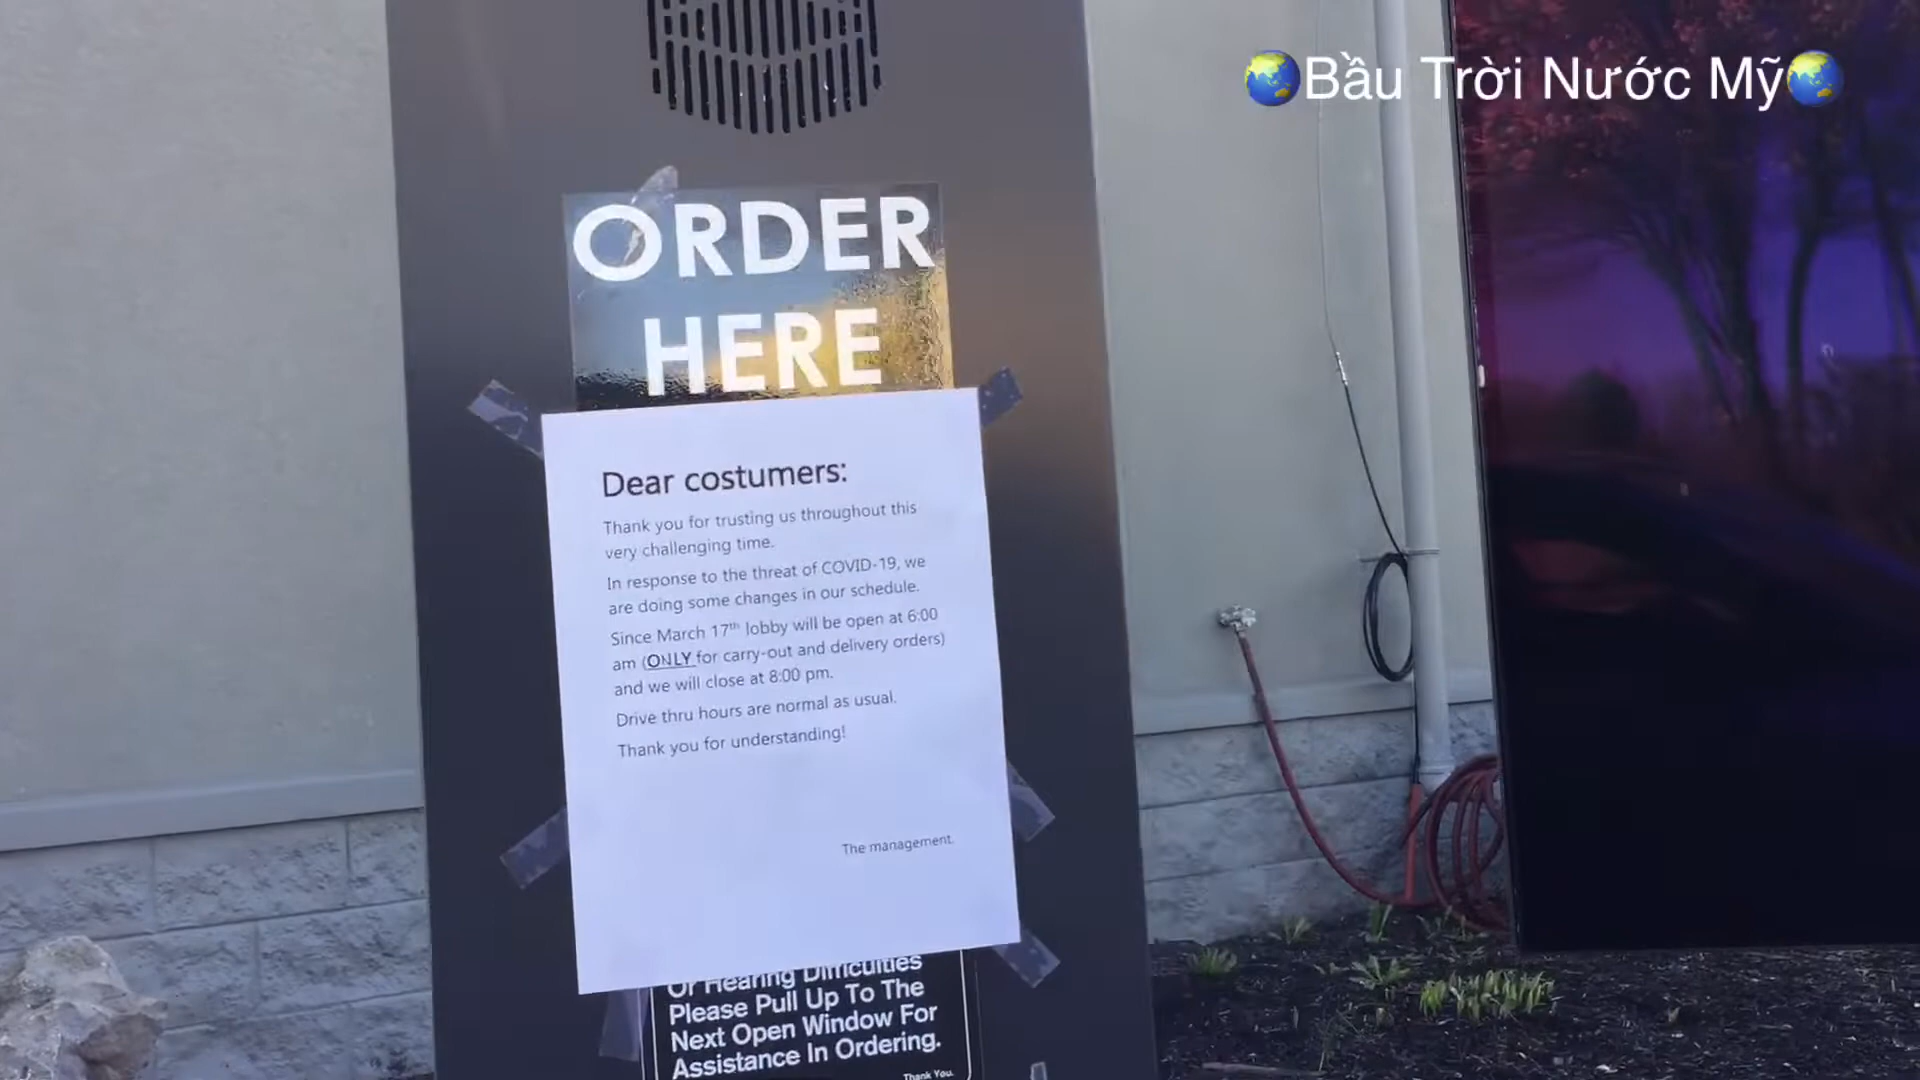 🌏Bầu Trời Nước Mỹ🌏
ORDER
HERE
Dear costumers:
Thank you for trusting us throughout this
very challenging time.
In response to the threat of COVID-19, we
are doing some changes in our schedule.
Since March 17th lobby will be open at 6:00
am (ONLY for carry-out and delivery orders)
and we will close at 8:00 pm.
Drive thru hours are normal as usual.
Thank you for understanding!
The management.
Or Hearing Difficulties
Please Pull Up To The
Next Open Window For
Assistance In Ordering.
Thank You.